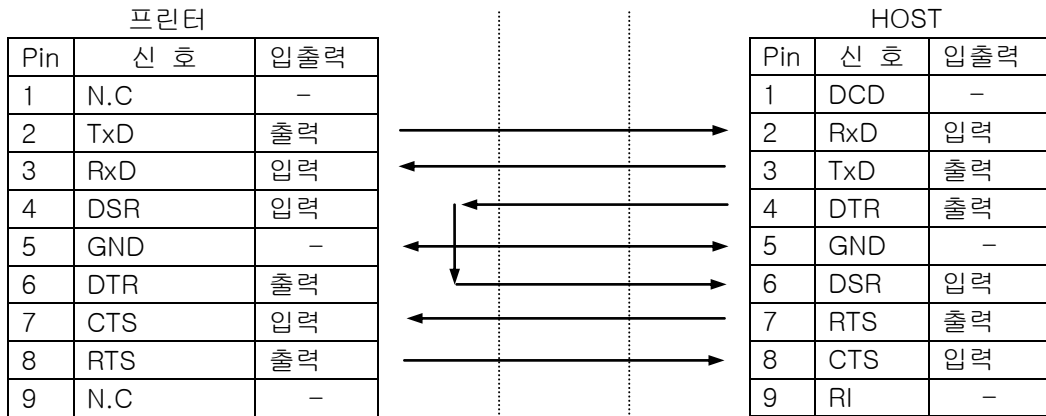 프린터 HOST
Pin 신 호 입출력 Pin 신 호 입출력
1 N.C - 1 DCD -
2 TxD 출력 2 RxD 입력
3 RxD 입력 3 TxD 출력
4 DSR 입력 4 DTR 출력
5 GND - 5 GND -
6 DTR 출력 6 DSR 입력
7 CTS 입력 7 RTS 출력
8 RTS 출력 8 CTS 입력
9 N.C - 9 RI -